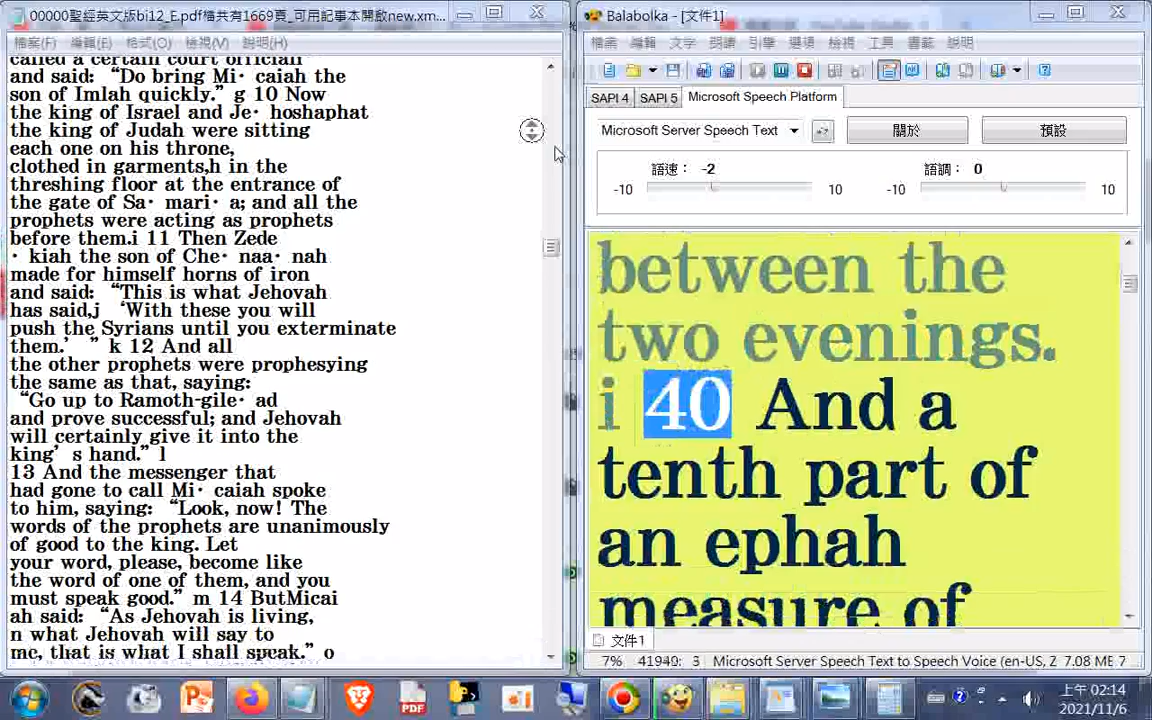 00000聖經英文版bi12_E.pdf檔共有1669頁_可用記事本開啟new.xm...
檔案(F) 編輯(E) 格式(O) 檢視(V) 說明(H)
called a certain court official
and said: “Do bring Mi· caiah the
son of Imlah quickly.” g 10 Now
the king of Israel and Je· hoshaphat
the king of Judah were sitting
each one on his throne,
clothed in garments,h in the
threshing floor at the entrance of
the gate of Sa· mari· a; and all the
prophets were acting as prophets
before them.i 11 Then Zede
· kiah the son of Che· naa· nah
made for himself horns of iron
and said: “This is what Jehovah
has said,j ‘With these you will
push the Syrians until you exterminate
them.’ ” k 12 And all
the other prophets were prophesying
the same as that, saying:
“Go up to Ramoth-gile· ad
and prove successful; and Jehovah
will certainly give it into the
king’s hand.” l
13 And the messenger that
had gone to call Mi· caiah spoke
to him, saying: “Look, now! The
words of the prophets are unanimously
of good to the king. Let
your word, please, become like
the word of one of them, and you
must speak good.” m 14 ButMicai
ah said: “As Jehovah is living,
n what Jehovah will say to
me, that is what I shall speak.” o
Balabolka - [文件1]
檔案 編輯 文字 朗讀 引擎 選項 檢視 工具 書籤 說明
SAPI 4 SAPI 5 Microsoft Speech Platform
Microsoft Server Speech Text 關於 預設
語速： -2 語調： 0
-10 10 -10 10
between the
two evenings.
i 40 And a
tenth part of
an ephah
measure of
文件1
7% 41940: 3 Microsoft Server Speech Text to Speech Voice (en-US, Z 7.08 ME 7
PDF
上午 02:14
2021/11/6